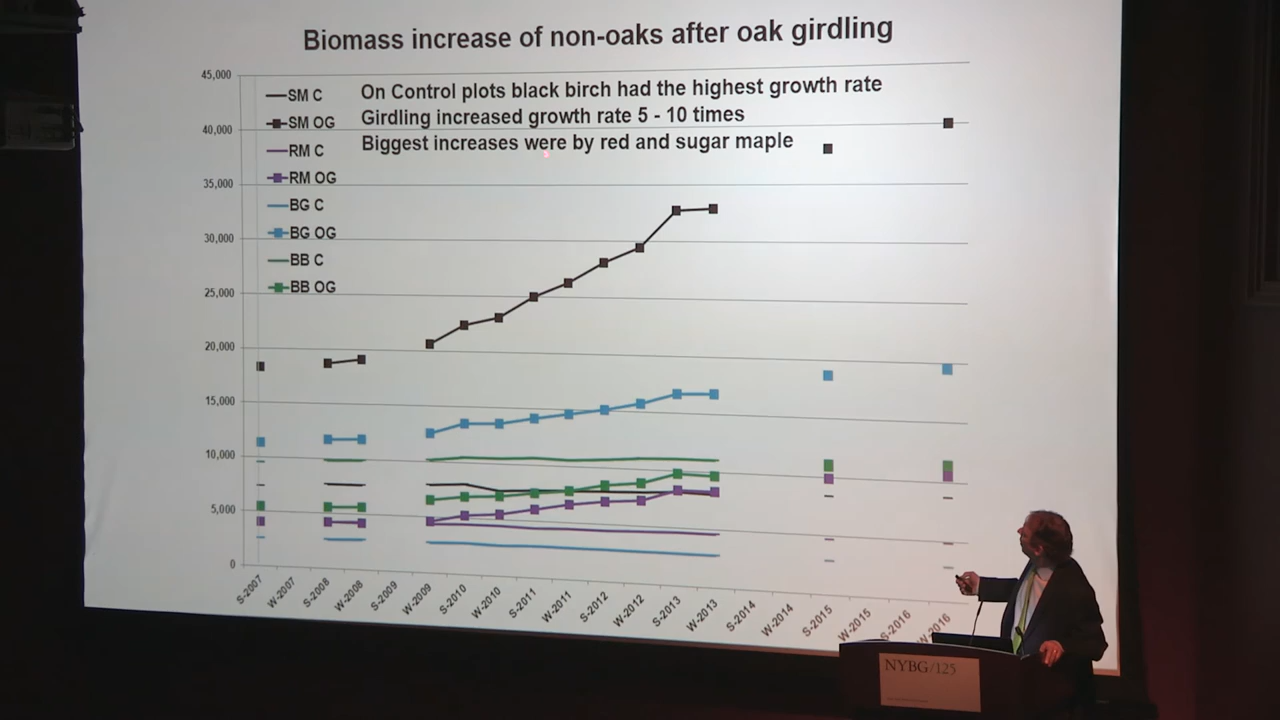 Biomass increase of non-oaks after oak girdling
45,000
40,000
35,000
30,000
25,000
20,000
15,000
10,000
5,000
0
SM C
SM OG
RM C
RM OG
BG C
BG OG
BB C
BB OG
On Control plots black birch had the highest growth rate
Girdling increased growth rate 5 - 10 times
Biggest increases were by red and sugar maple
S-2007
W-2007
S-2008
W-2008
S-2009
W-2009
S-2010
W-2010
S-2011
W-2011
S-2012
W-2012
S-2013
W-2013
S-2014
W-2014
S-2015
W-2015
S-2016
W-2016
NYBG/125